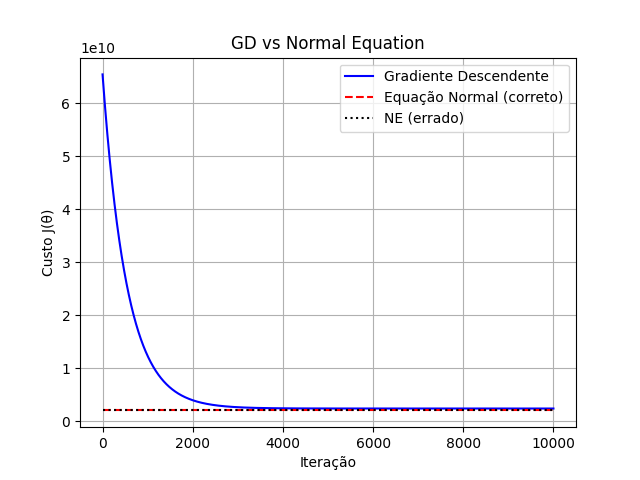 GD vs Normal Equation
1e10
Gradiente Descendente
Equação Normal (correto)
NE (errado)
6
5
4
3
2
1
0
Custo J(θ)
0 2000 4000 6000 8000 10000
Iteração